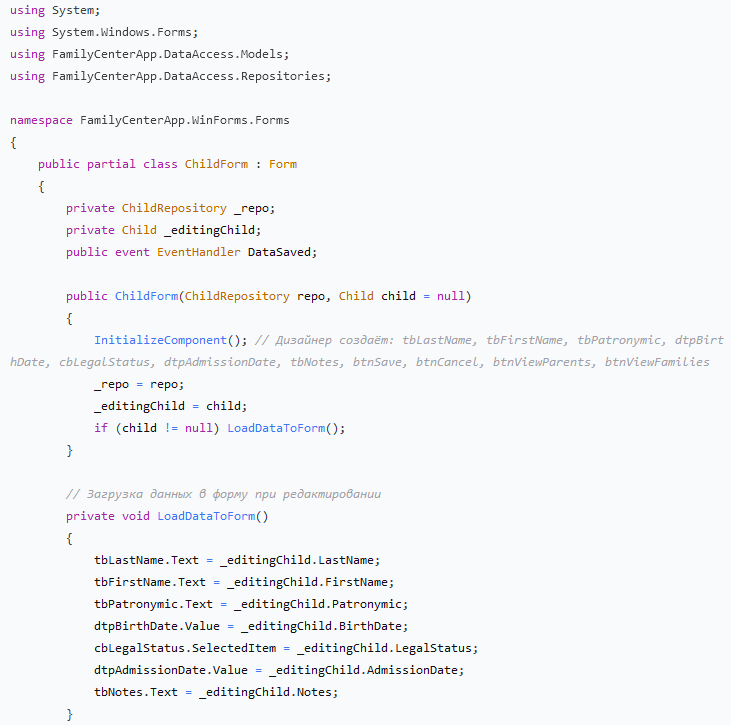 using System;
using System.Windows.Forms;
using FamilyCenterApp.DataAccess.Models;
using FamilyCenterApp.DataAccess.Repositories;

namespace FamilyCenterApp.WinForms.Forms
{
    public partial class ChildForm : Form
    {
        private ChildRepository _repo;
        private Child _editingChild;
        public event EventHandler DataSaved;

        public ChildForm(ChildRepository repo, Child child = null)
        {
            InitializeComponent(); // Дизайнер создаёт: tbLastName, tbFirstName, tbPatronymic, dtpBirt
hDate, cbLegalStatus, dtpAdmissionDate, tbNotes, btnSave, btnCancel, btnViewParents, btnViewFamilies
            _repo = repo;
            _editingChild = child;
            if (child != null) LoadDataToForm();
        }

        // Загрузка данных в форму при редактировании
        private void LoadDataToForm()
        {
            tbLastName.Text = _editingChild.LastName;
            tbFirstName.Text = _editingChild.FirstName;
            tbPatronymic.Text = _editingChild.Patronymic;
            dtpBirthDate.Value = _editingChild.BirthDate;
            cbLegalStatus.SelectedItem = _editingChild.LegalStatus;
            dtpAdmissionDate.Value = _editingChild.AdmissionDate;
            tbNotes.Text = _editingChild.Notes;
        }